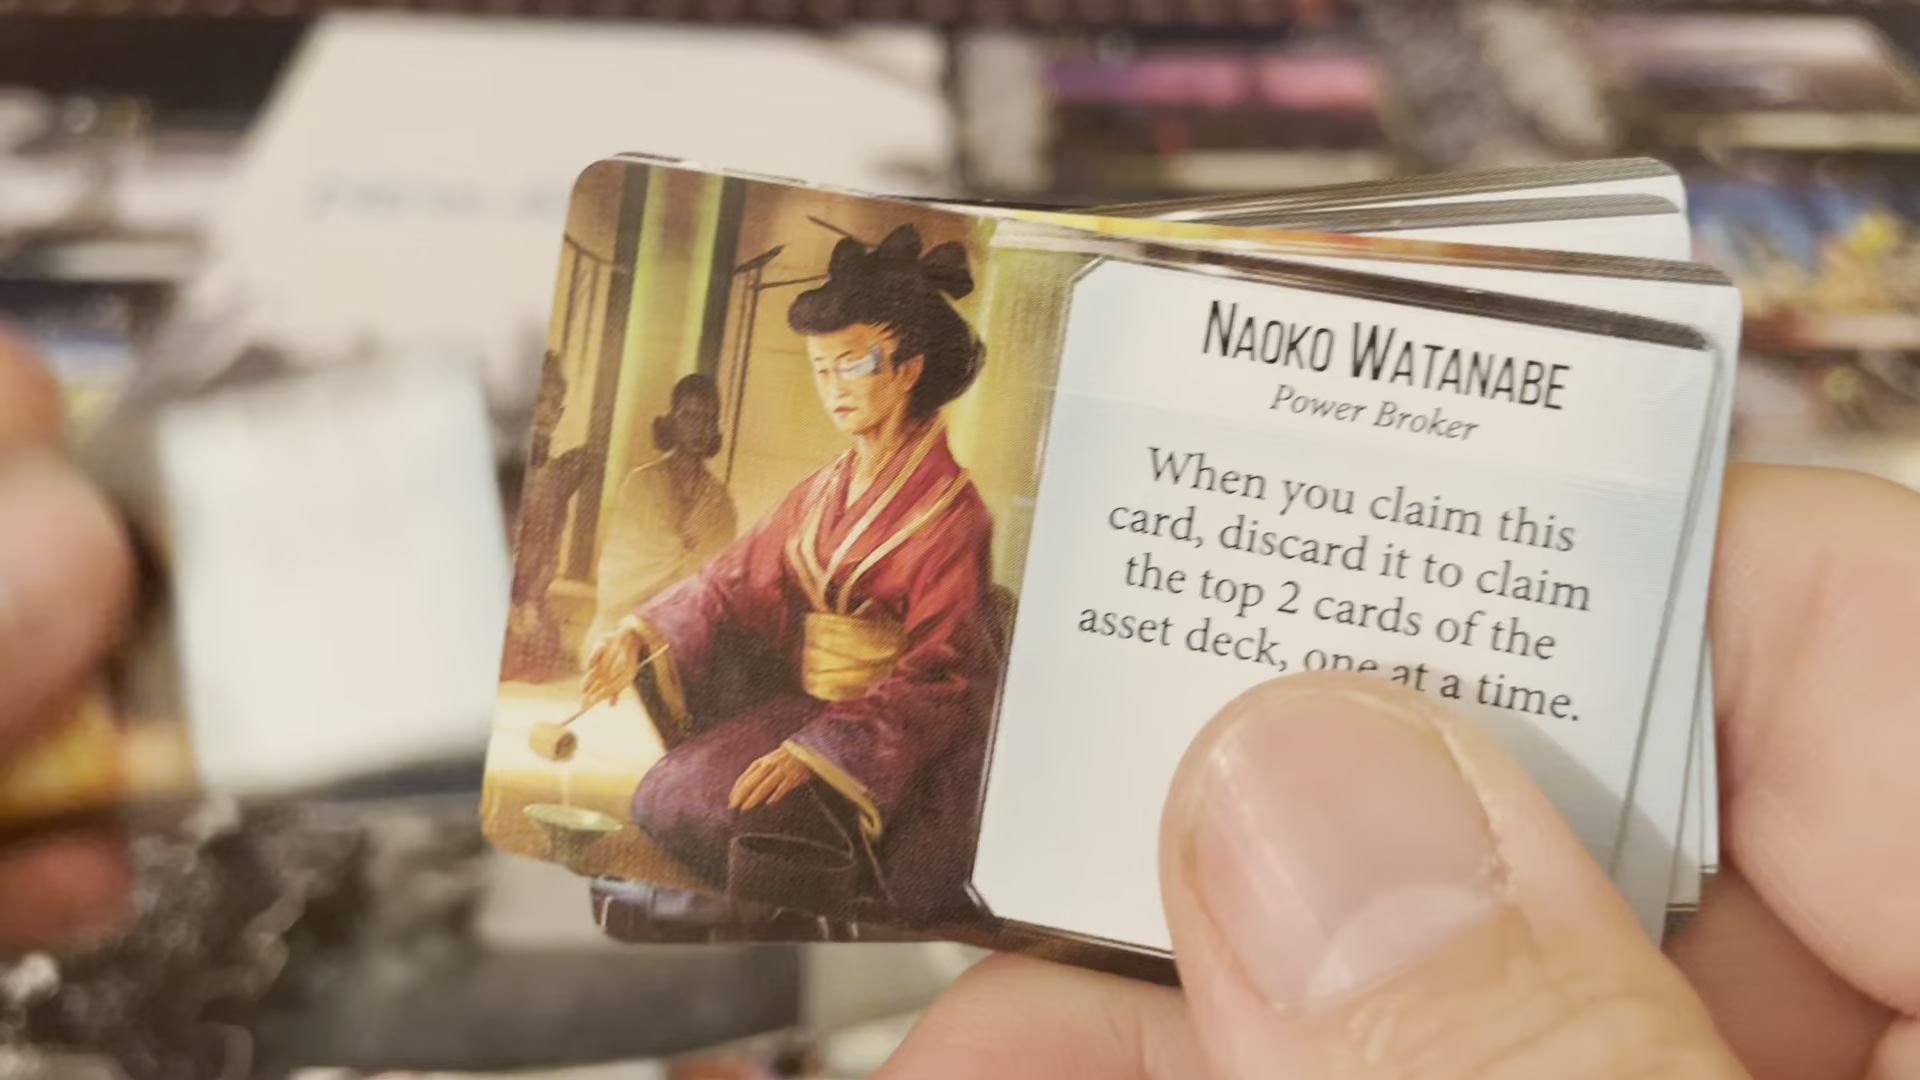 NAOKO WATANABE
Power Broker
When you claim this
card, discard it to claim
the top 2 cards of the
asset deck, one at a time.